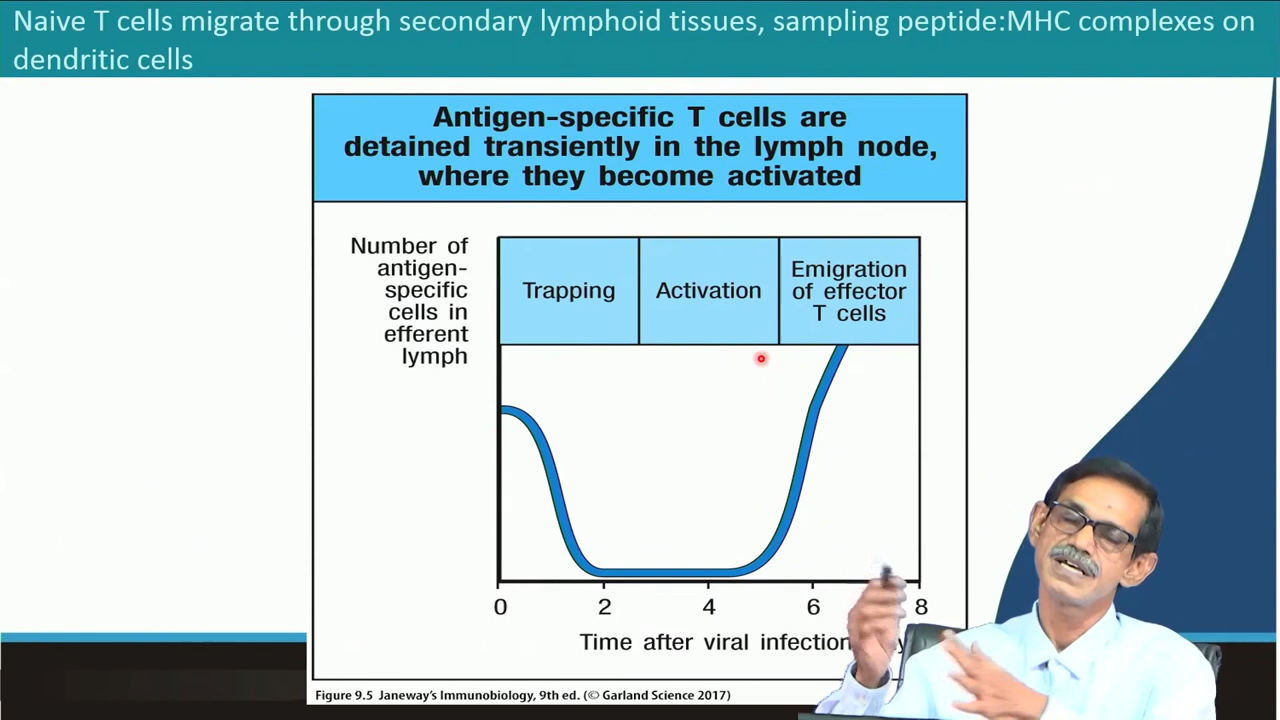 Naive T cells migrate through secondary lymphoid tissues, sampling peptide:MHC complexes on
dendritic cells
Antigen-specific T cells are
detained transiently in the lymph node,
where they become activated
Number of
antigen-
specific
cells in
efferent
lymph
Trapping
Activation
Emigration
of effector
T cells
0
2
4
6
8
Time after viral infection
Figure 9.5 Janeway's Immunobiology, 9th ed. (© Garland Science 2017)